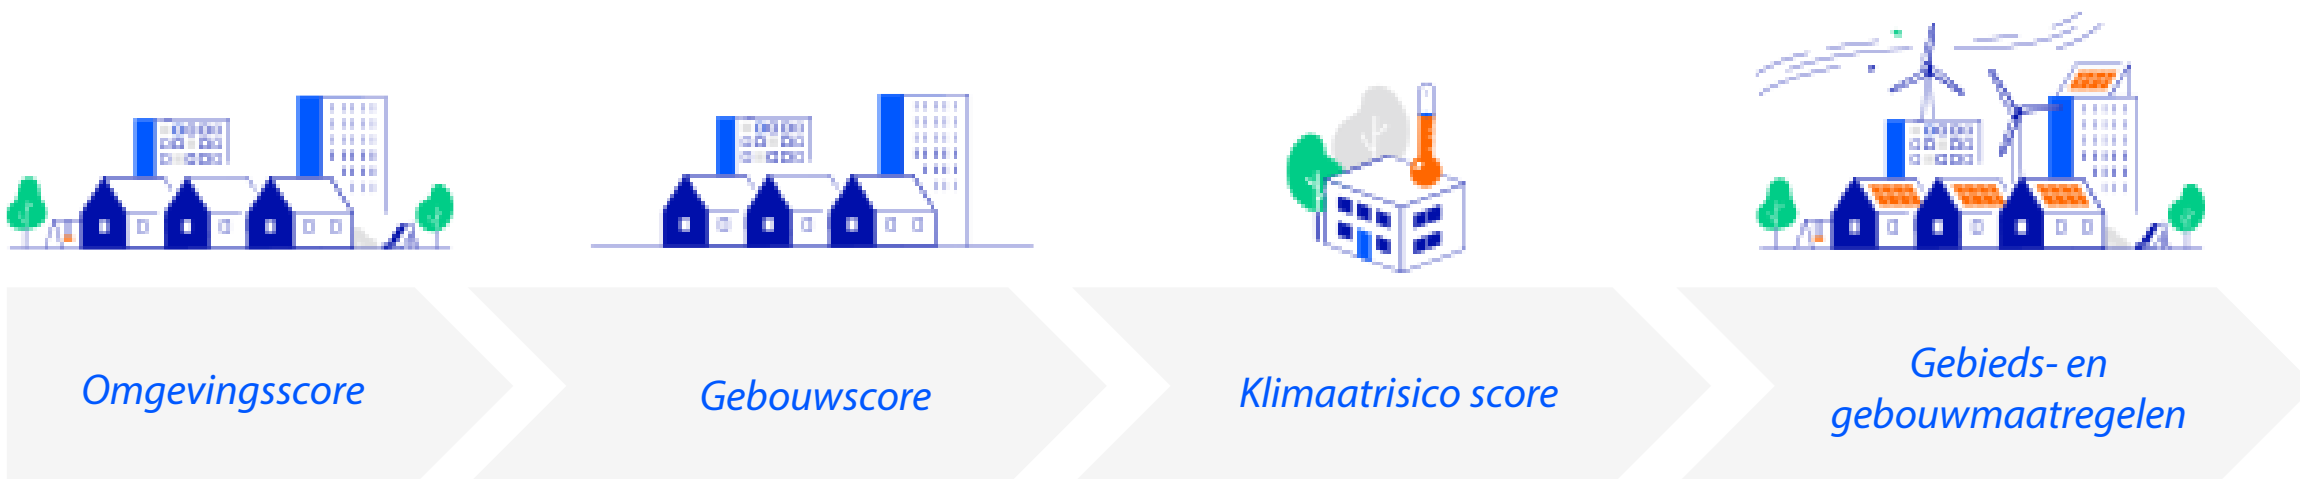 Omgevingsscore
Gebouwscore
Klimaatrisico score
Gebieds- en
gebouwmaatregelen